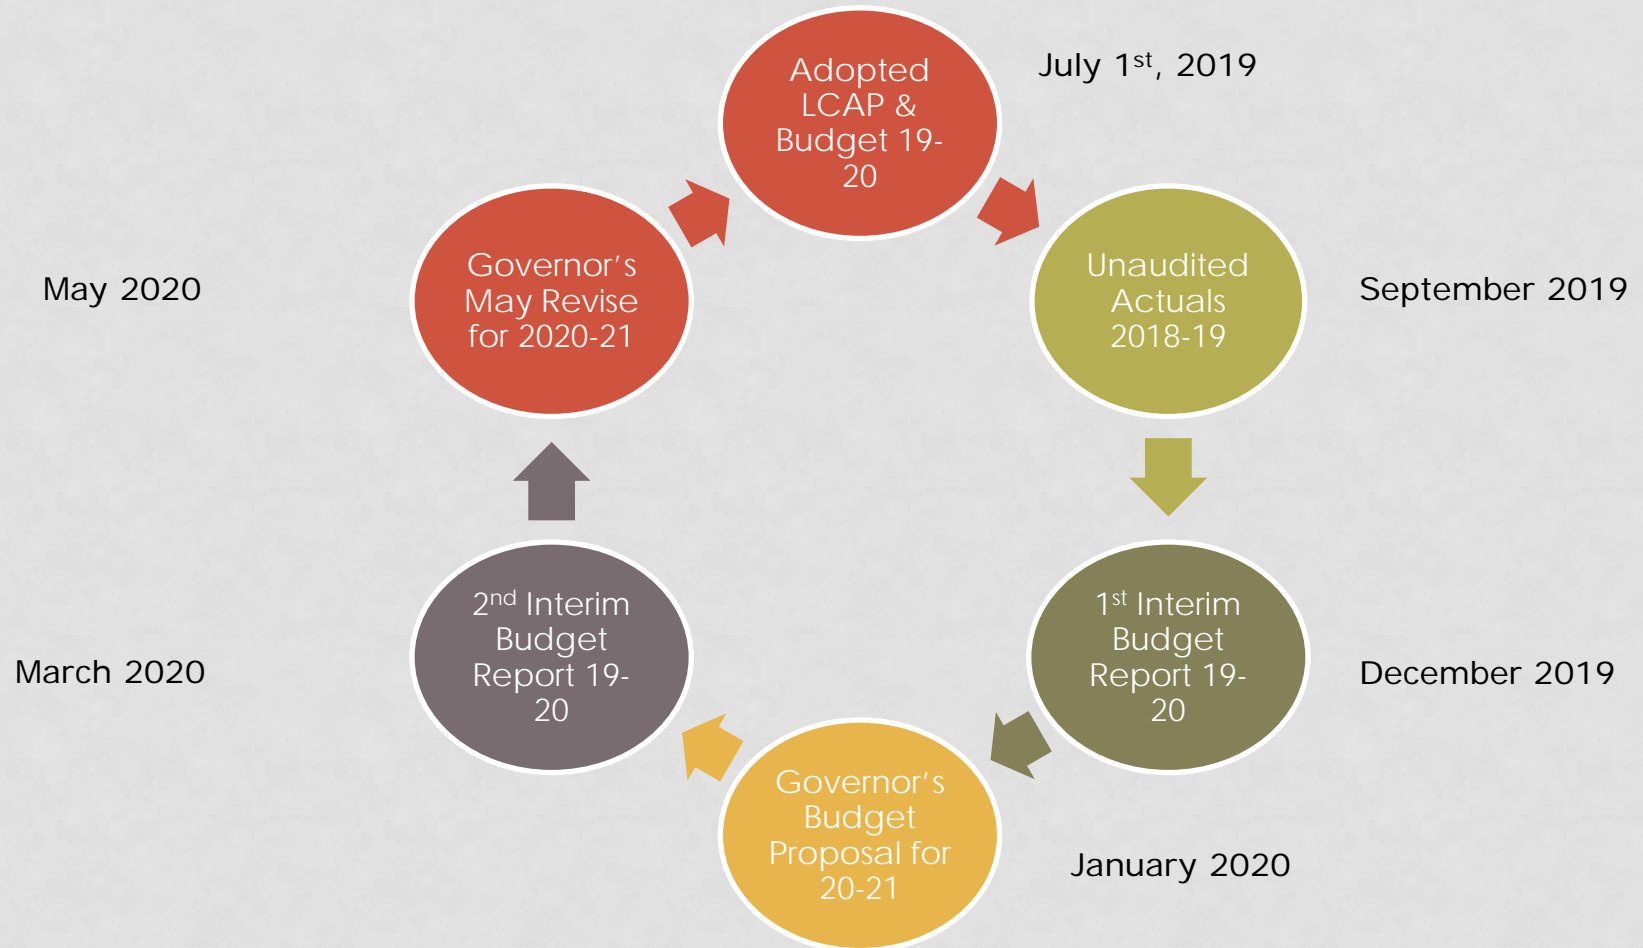 Adopted
LCAP &
Budget 19-
20
July 1st, 2019
Unaudited
Actuals
2018-19
September 2019
1st Interim
Budget
Report 19-
20
December 2019
Governor’s
Budget
Proposal for
20-21
January 2020
2nd Interim
Budget
Report 19-
20
March 2020
Governor’s
May Revise
for 2020-21
May 2020